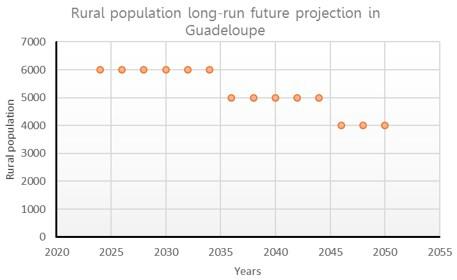 Rural population long-run future projection in
Guadeloupe
7000
6000
5000
4000
3000
2000
1000
0
Rural population
2020 2025 2030 2035 2040 2045 2050 2055
Years